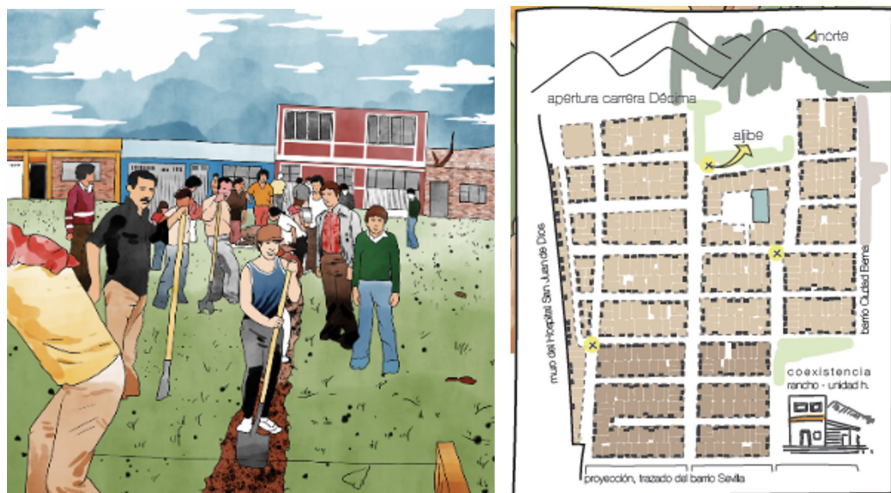 norte
apertura carrera Décima
aljibe
muro del Hospital San Juan de Dios
barrio Ciudad Berna
coexistencia
rancho - unidad h.
proyección, trazado del barrio Sevilla